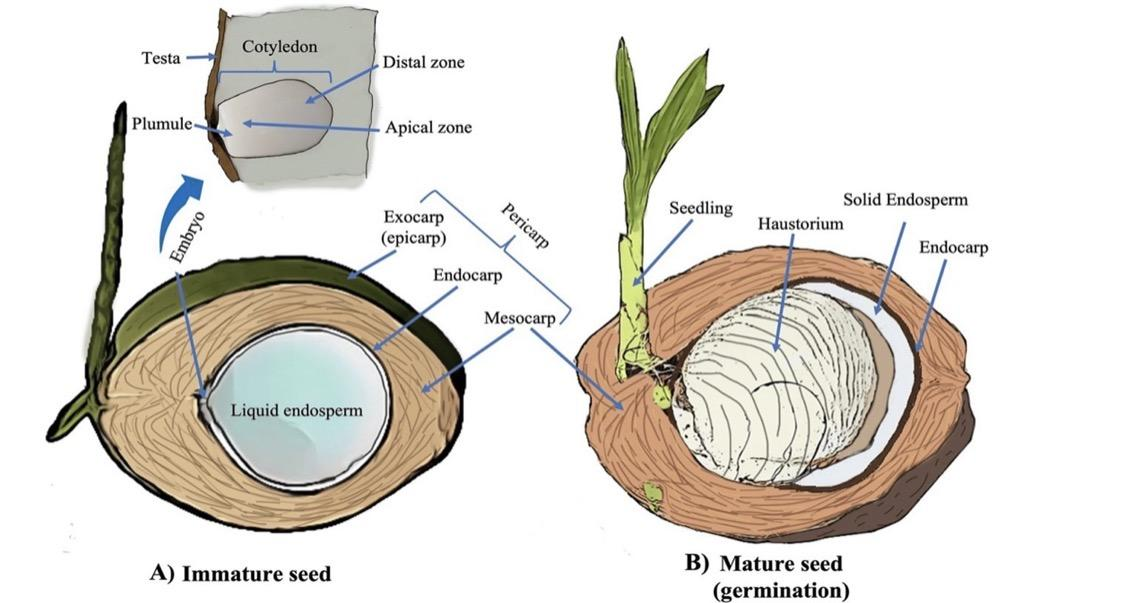 Cotyledon
Testa
Distal zone
Plumule
Apical zone
Embryo
Exocarp
(epicarp)
Pericarp
Endocarp
Mesocarp
Liquid endosperm
A) Immature seed
Seedling
Haustorium
Solid Endosperm
Endocarp
B) Mature seed
(germination)